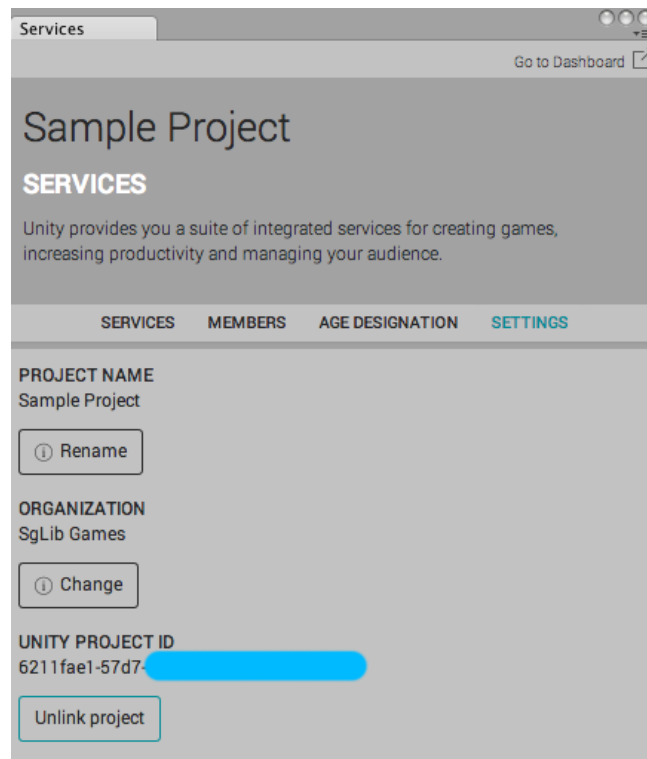 Services
Go to Dashboard
Sample Project
SERVICES
Unity provides you a suite of integrated services for creating games,
increasing productivity and managing your audience.
SERVICES MEMBERS AGE DESIGNATION SETTINGS
PROJECT NAME
Sample Project
Rename
ORGANIZATION
SgLib Games
Change
UNITY PROJECT ID
6211fae1-57d7-
Unlink project